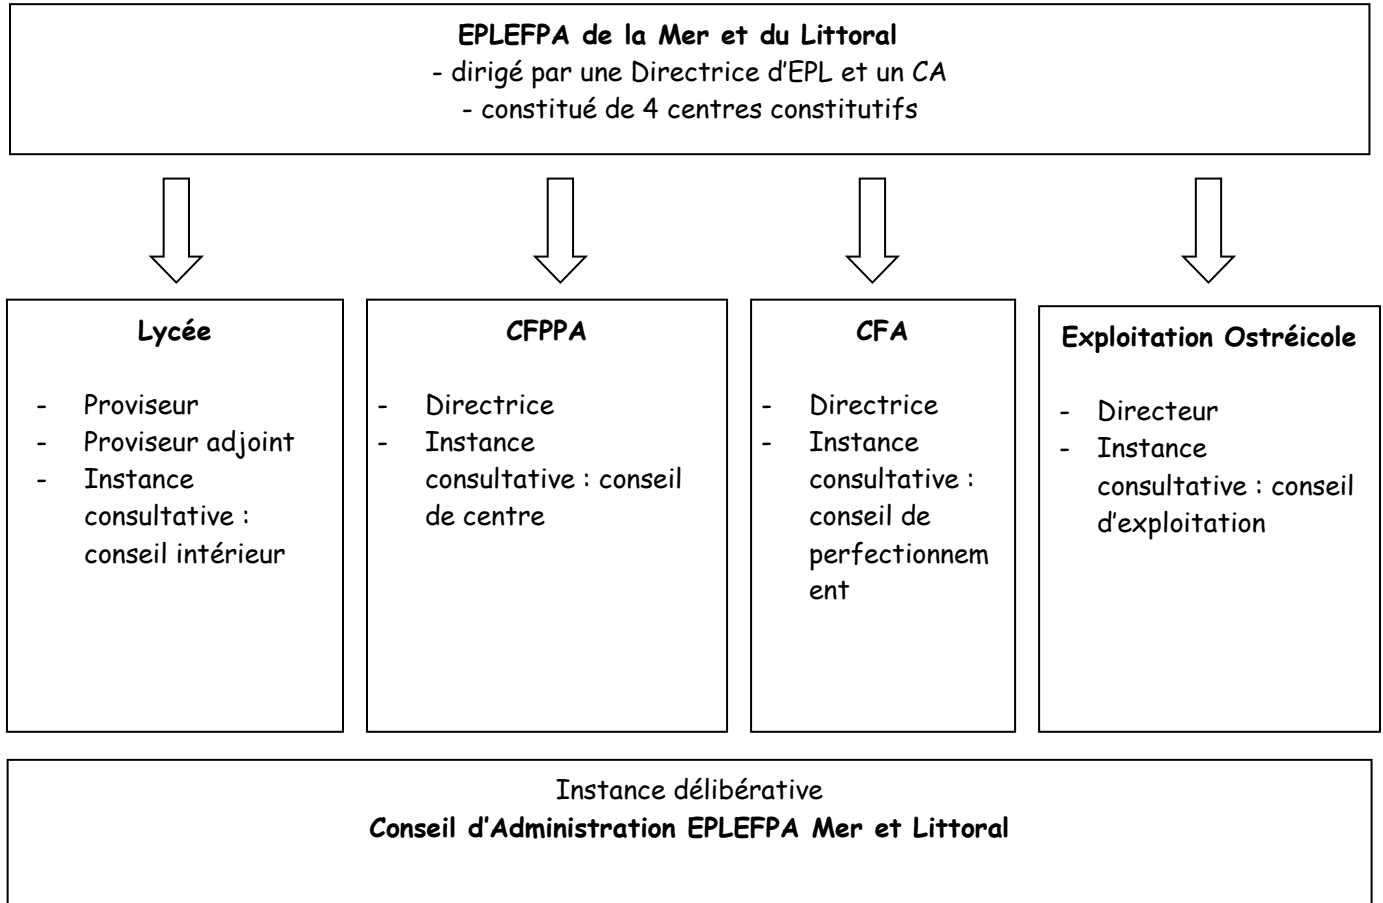 EPLEFPA de la Mer et du Littoral
- dirigé par une Directrice d'EPL et un CA
- constitué de 4 centres constitutifs
Lycée
- Proviseur
- Proviseur adjoint
- Instance
consultative :
conseil intérieur
CFPPA
- Directrice
- Instance
consultative : conseil
de centre
CFA
- Directrice
- Instance
consultative :
conseil de
perfectionnem
ent
Exploitation Ostréicole
- Directeur
- Instance
consultative : conseil
d'exploitation
Instance délibérative
Conseil d'Administration EPLEFPA Mer et Littoral